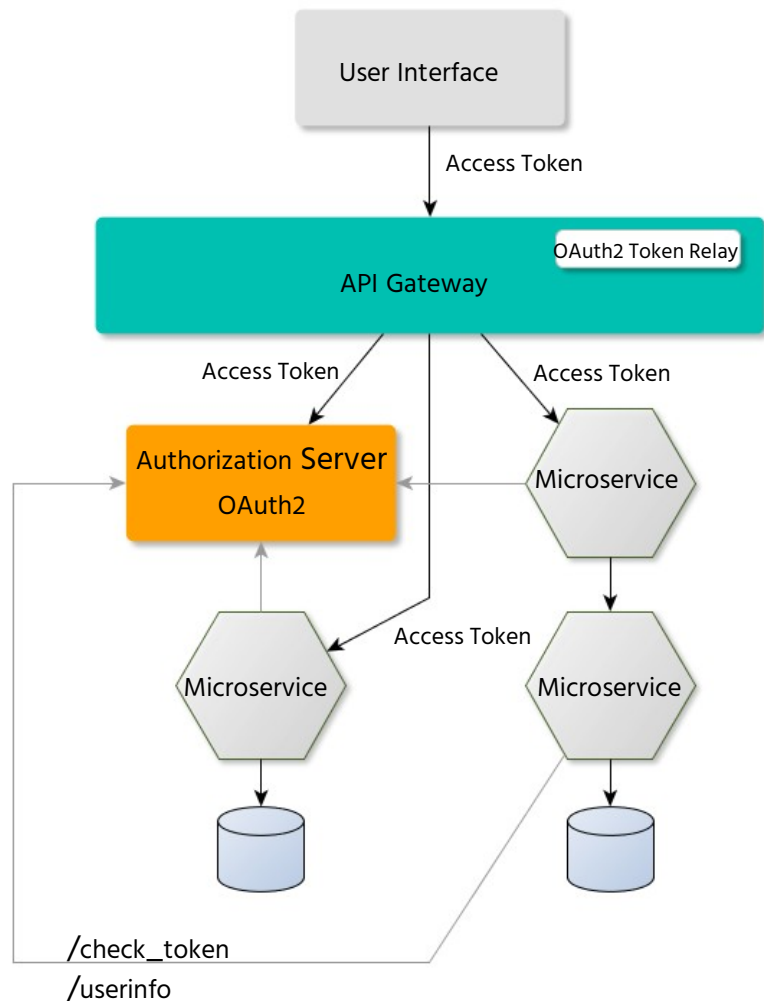 User Interface
Access Token
OAuth2 Token Relay
API Gateway
Access Token
Access Token
Authorization Server
OAuth2
Microservice
Access Token
Microservice
Microservice
/check_token
/userinfo